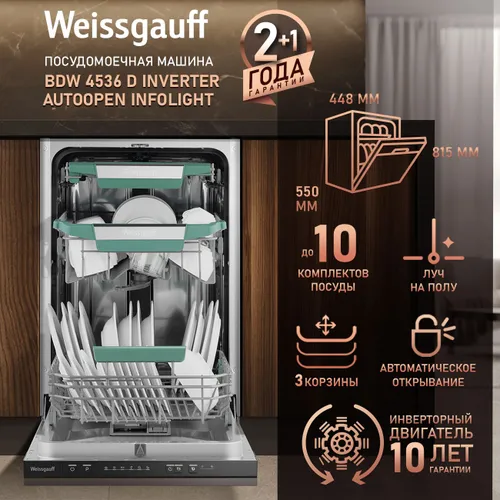 Weissgauff
ПОСУДОМОЕЧНАЯ МАШИНА
BDW 4536 D INVERTER
AUTOOPEN INFOLIGHT
2+1
ГОДА
ГАРАНТИИ
448 ММ
815 ММ
550
ММ
ДО 10
КОМПЛЕКТОВ
ПОСУДЫ
ЛУЧ
НА ПОЛУ
3 КОРЗИНЫ
АВТОМАТИЧЕСКОЕ
ОТКРЫВАНИЕ
ИНВЕРТОРНЫЙ
ДВИГАТЕЛЬ
10 ЛЕТ
ГАРАНТИИ
Weissgauff